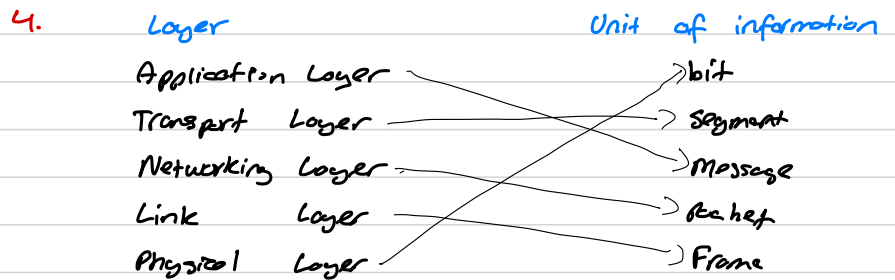 4. Layer Unit of information
Application Layer bit
Transport Layer Segment
Networking Layer Message
Link Layer Packet
Physical Layer Frame